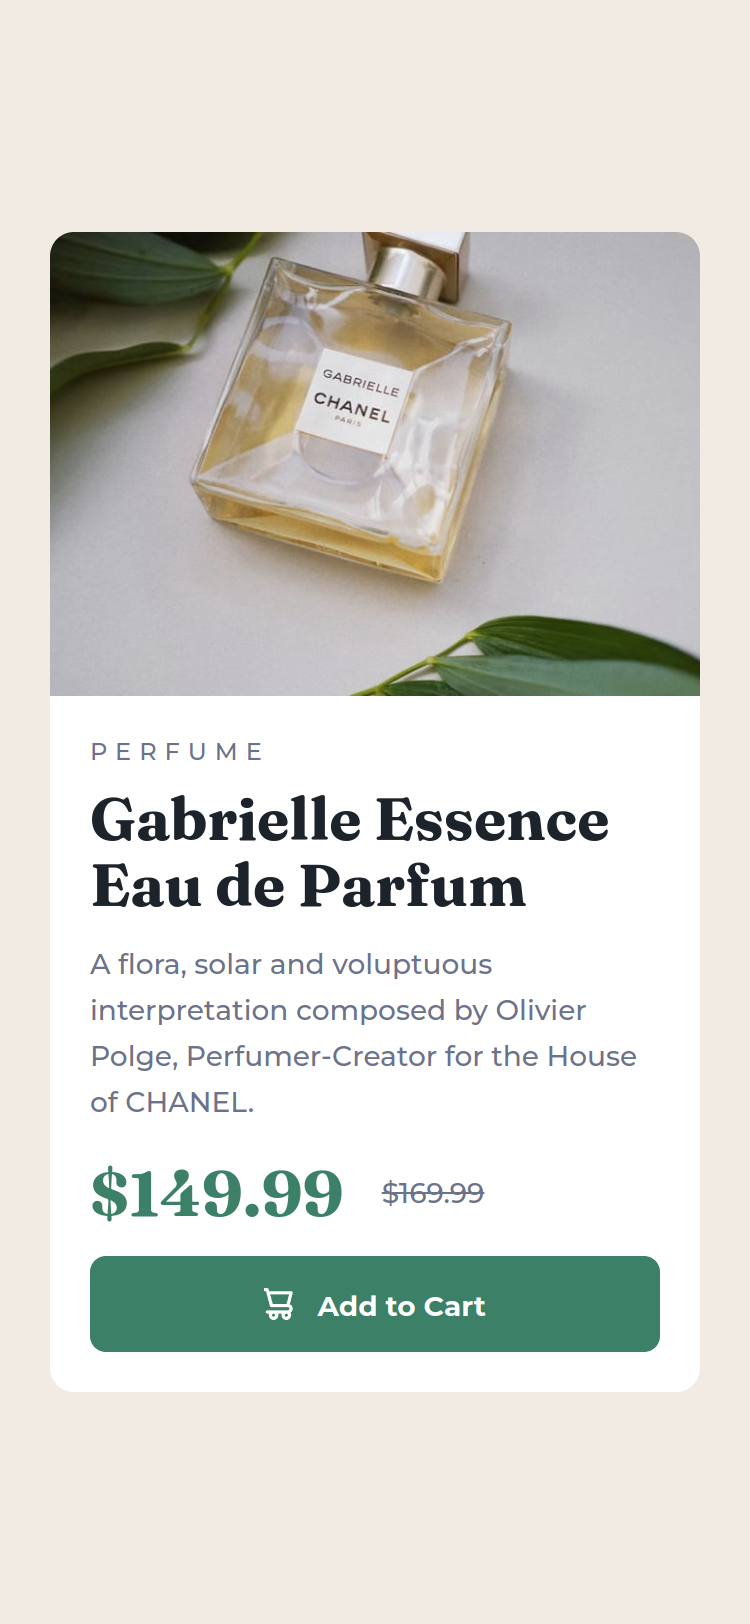 GABRIELLE
CHANEL
PARIS
PERFUME
Gabrielle Essence
Eau de Parfum
A flora, solar and voluptuous
interpretation composed by Olivier
Polge, Perfumer-Creator for the House
of CHANEL.
$149.99 $169.99
Add to Cart